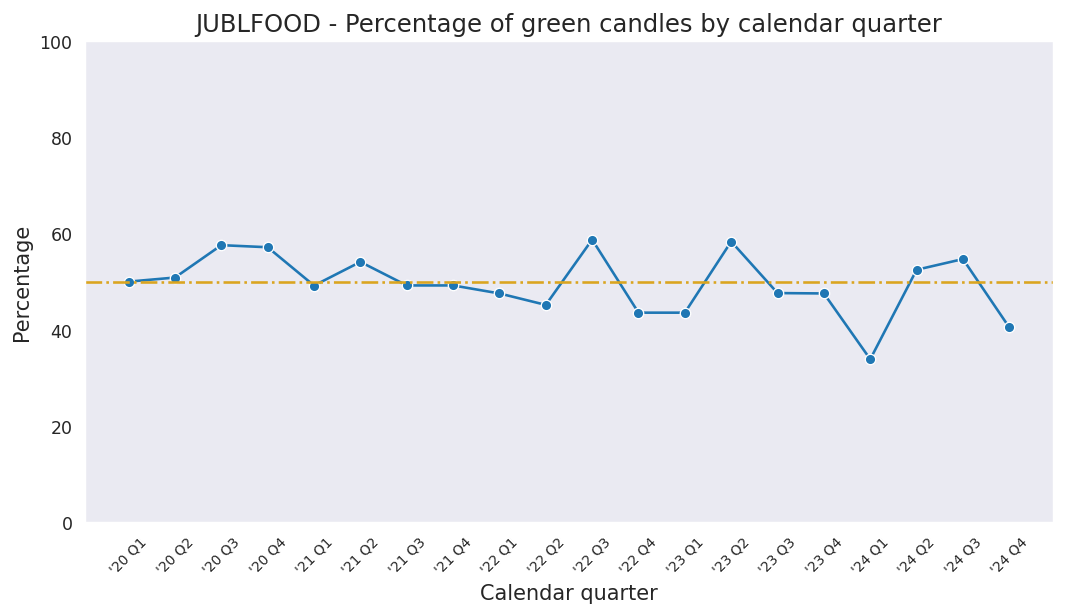 JUBLFOOD - Percentage of green candles by calendar quarter
100
80
60
40
20
0
Percentage
'20 Q1
'20 Q2
'20 Q3
'20 Q4
'21 Q1
'21 Q2
'21 Q3
'21 Q4
'22 Q1
'22 Q2
'22 Q3
'22 Q4
'23 Q1
'23 Q2
'23 Q3
'23 Q4
'24 Q1
'24 Q2
'24 Q3
'24 Q4
Calendar quarter